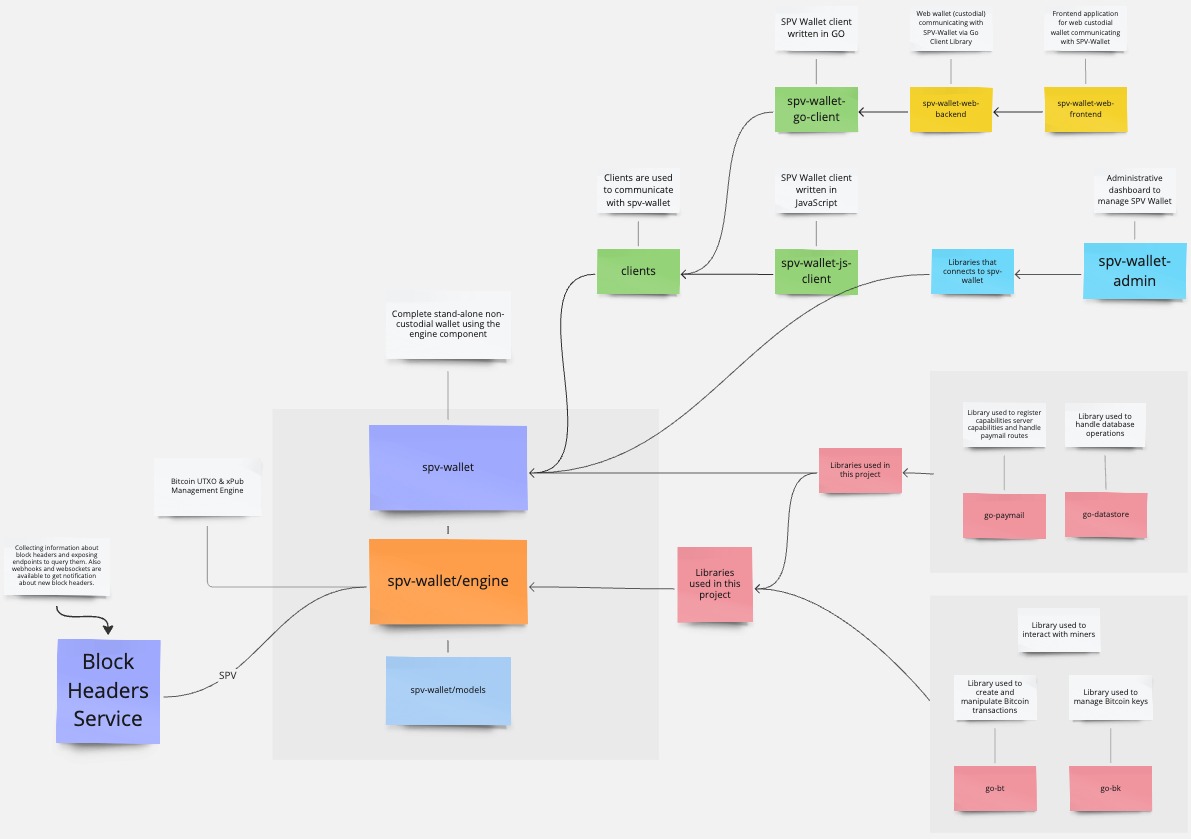 SPV Wallet client
written in GO
Web wallet (custodial)
communicating with
SPV-Wallet via Go
Client Library
Frontend application
for web custodial
wallet communicating
with SPV-Wallet
spv-wallet-
go-client
spv-wallet-web-
backend
spv-wallet-web-
frontend
Clients are used
to communicate
with spv-wallet
SPV Wallet client
written in
JavaScript
Administrative
dashboard to
manage SPV Wallet
clients
spv-wallet-js-
client
Libraries that
connects to spv-
wallet
spv-wallet-
admin
Complete stand-alone non-
custodial wallet using the
engine component
spv-wallet
Libraries used in
this project
Library used to register
capabilities server
capabilities and handle
paymail routes
Library used to
handle database
operations
go-paymail
go-datastore
Bitcoin UTXO & xPub
Management Engine
Collecting information about
block headers and exposing
endpoints to query them. Also
webhooks and websockets are
available to get notification
about new block headers.
spv-wallet/engine
Libraries
used in this
project
Block
Headers
Service
SPV
spv-wallet/models
Library used to
interact with miners
Library used to
create and
manipulate Bitcoin
transactions
Library used to
manage Bitcoin keys
go-bt
go-bk